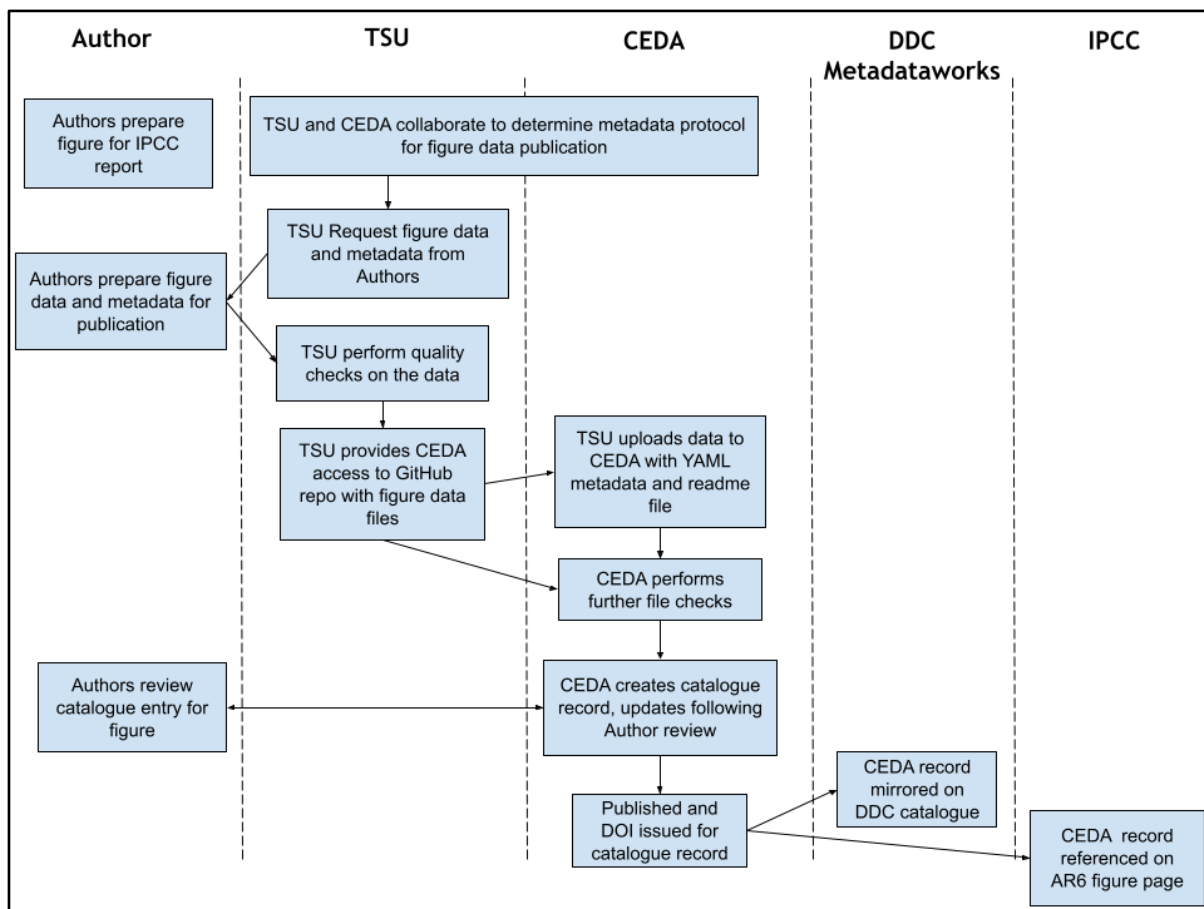 Author
TSU
CEDA
DDC
Metadataworks
IPCC
Authors prepare
figure for IPCC
report
TSU and CEDA collaborate to determine metadata protocol
for figure data publication
TSU Request figure data
and metadata from
Authors
Authors prepare figure
data and metadata for
publication
TSU perform quality
checks on the data
TSU provides CEDA
access to GitHub
repo with figure data
files
TSU uploads data to
CEDA with YAML
metadata and readme
file
CEDA performs
further file checks
Authors review
catalogue entry for
figure
CEDA creates catalogue
record, updates following
Author review
Published and
DOI issued for
catalogue record
CEDA record
mirrored on
DDC catalogue
CEDA record
referenced on
AR6 figure page